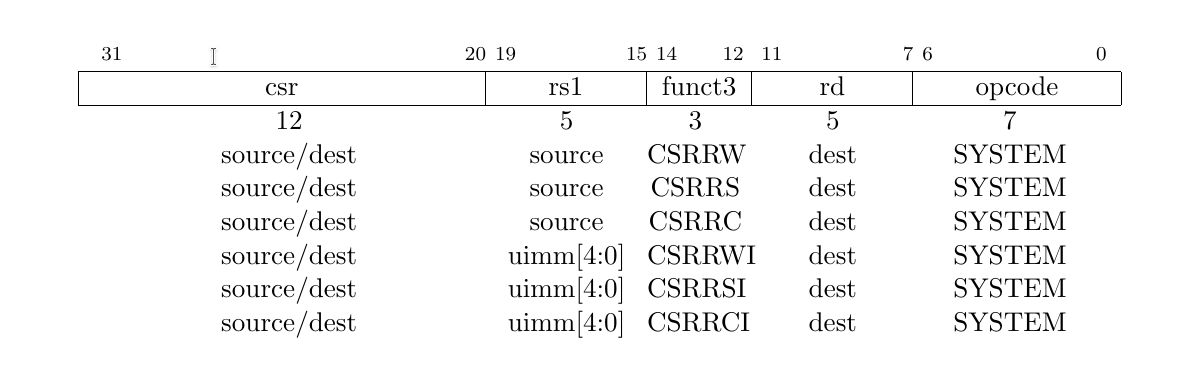 31 20 19 15 14 12 11 7 6 0
csr rs1 funct3 rd opcode
12 5 3 5 7
source/dest source CSRRW dest SYSTEM
source/dest source CSRRS dest SYSTEM
source/dest source CSRRC dest SYSTEM
source/dest uimm[4:0] CSRRWI dest SYSTEM
source/dest uimm[4:0] CSRRSI dest SYSTEM
source/dest uimm[4:0] CSRRCI dest SYSTEM